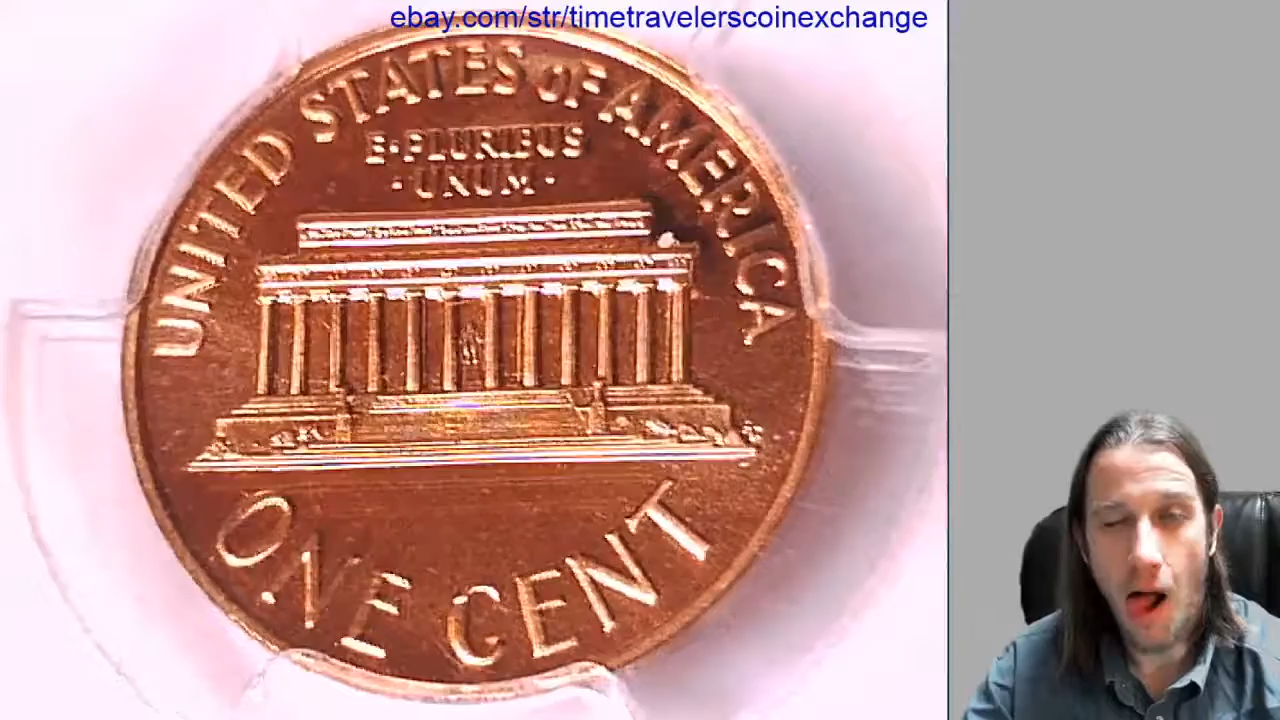 ebay.com/str/timetravelerscoinexchange
UNITED STATES OF AMERICA
E·PLURIBUS
·UNUM·
ONE CENT